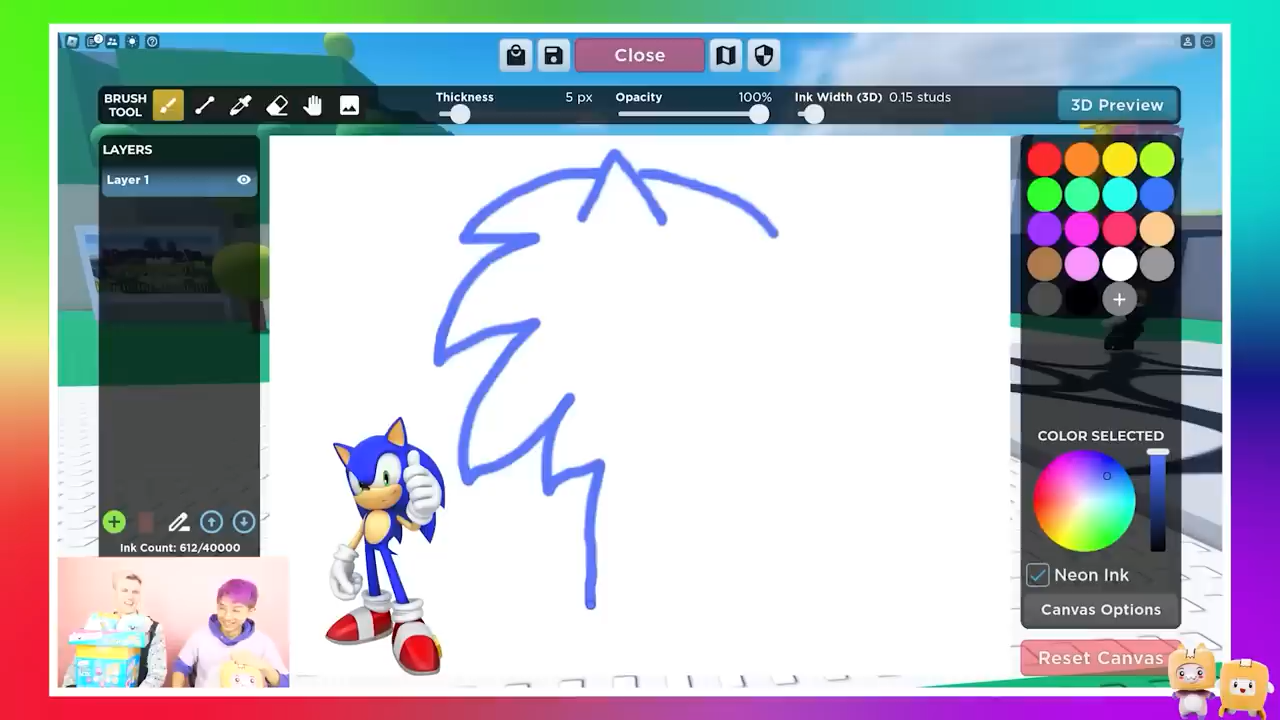 Close
BRUSH
TOOL
Thickness
5 px
Opacity
100%
Ink Width (3D) 0.15 studs
3D Preview
LAYERS
Layer 1
COLOR SELECTED
Neon Ink
Ink Count: 612/40000
Canvas Options
Reset Canvas